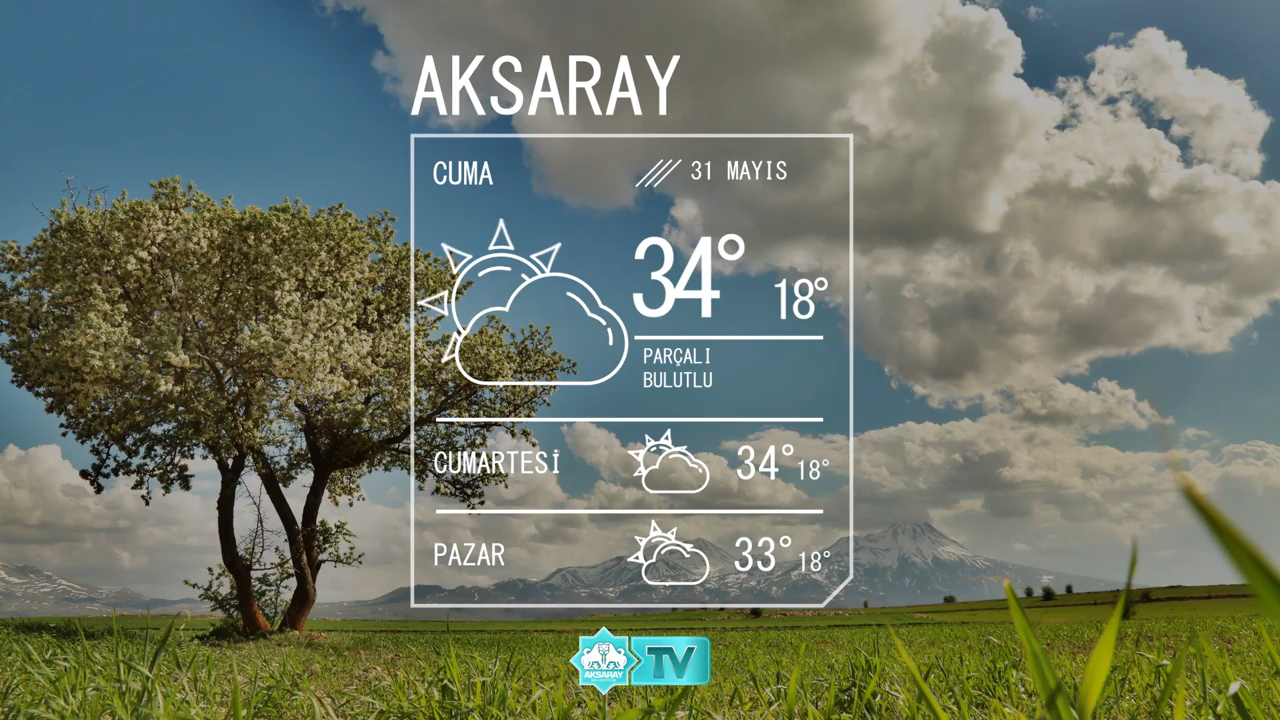 AKSARAY
CUMA
31 MAYIS
34° 18°
PARÇALI
BULUTLU
CUMARTESİ 34° 18°
PAZAR 33° 18°
AKSARAY
TV